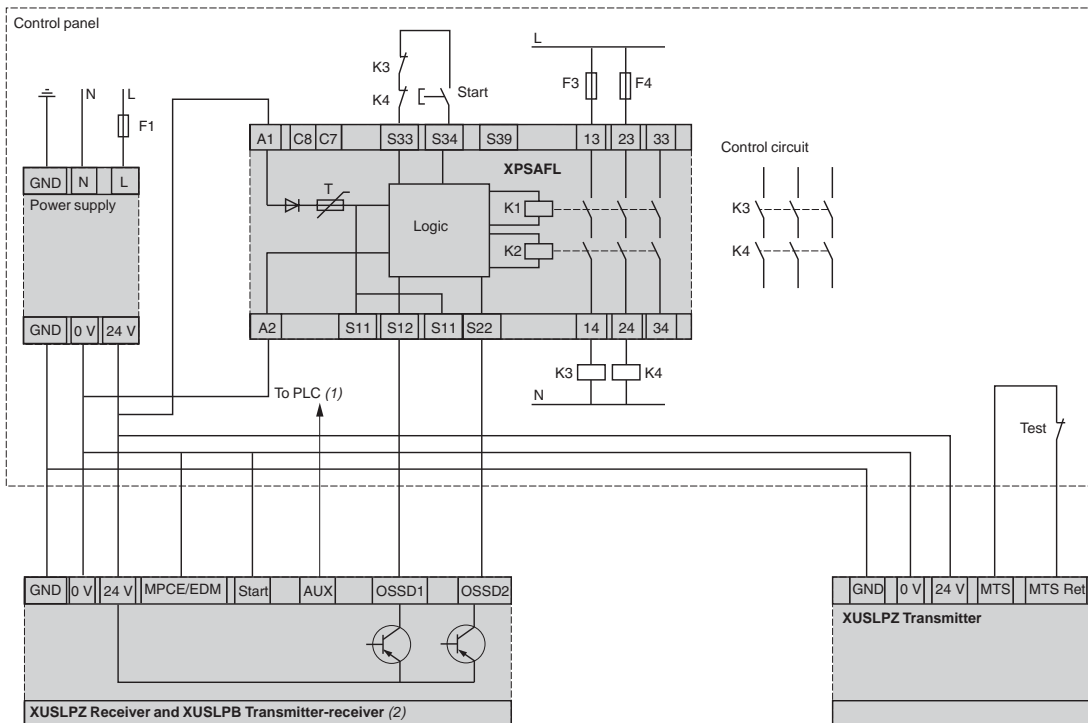 Control panel
L
K3
K4
Start
F3
F4
N
L
F1
A1 C8 C7 S33 S34 S39 13 23 33
XPSAFL
Control circuit
GND N L
Power supply
T
Logic
K1
K2
K3
K4
GND 0 V 24 V
A2 S11 S12 S11 S22 14 24 34
K3
K4
To PLC (1)
N
Test
GND 0 V 24 V MPCE/EDM Start AUX OSSD1 OSSD2
GND 0 V 24 V MTS MTS Ret
XUSLPZ Transmitter
XUSLPZ Receiver and XUSLPB Transmitter-receiver (2)